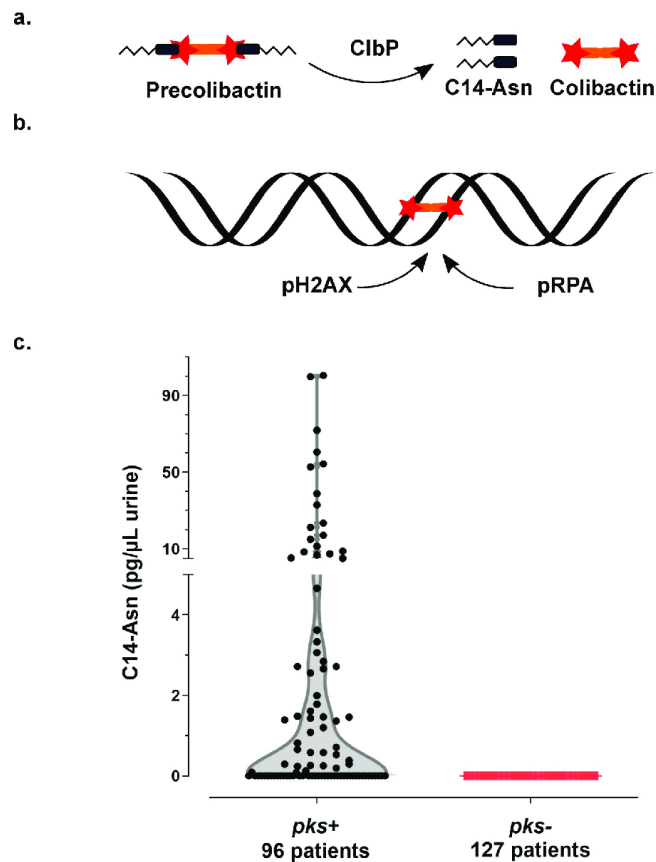 a.
ClbP
Precolibactin
C14-Asn
Colibactin
b.
pH2AX
pRPA
c.
C14-Asn (pg/µL urine)
90
50
10
4
2
0
pks+
96 patients
pks-
127 patients